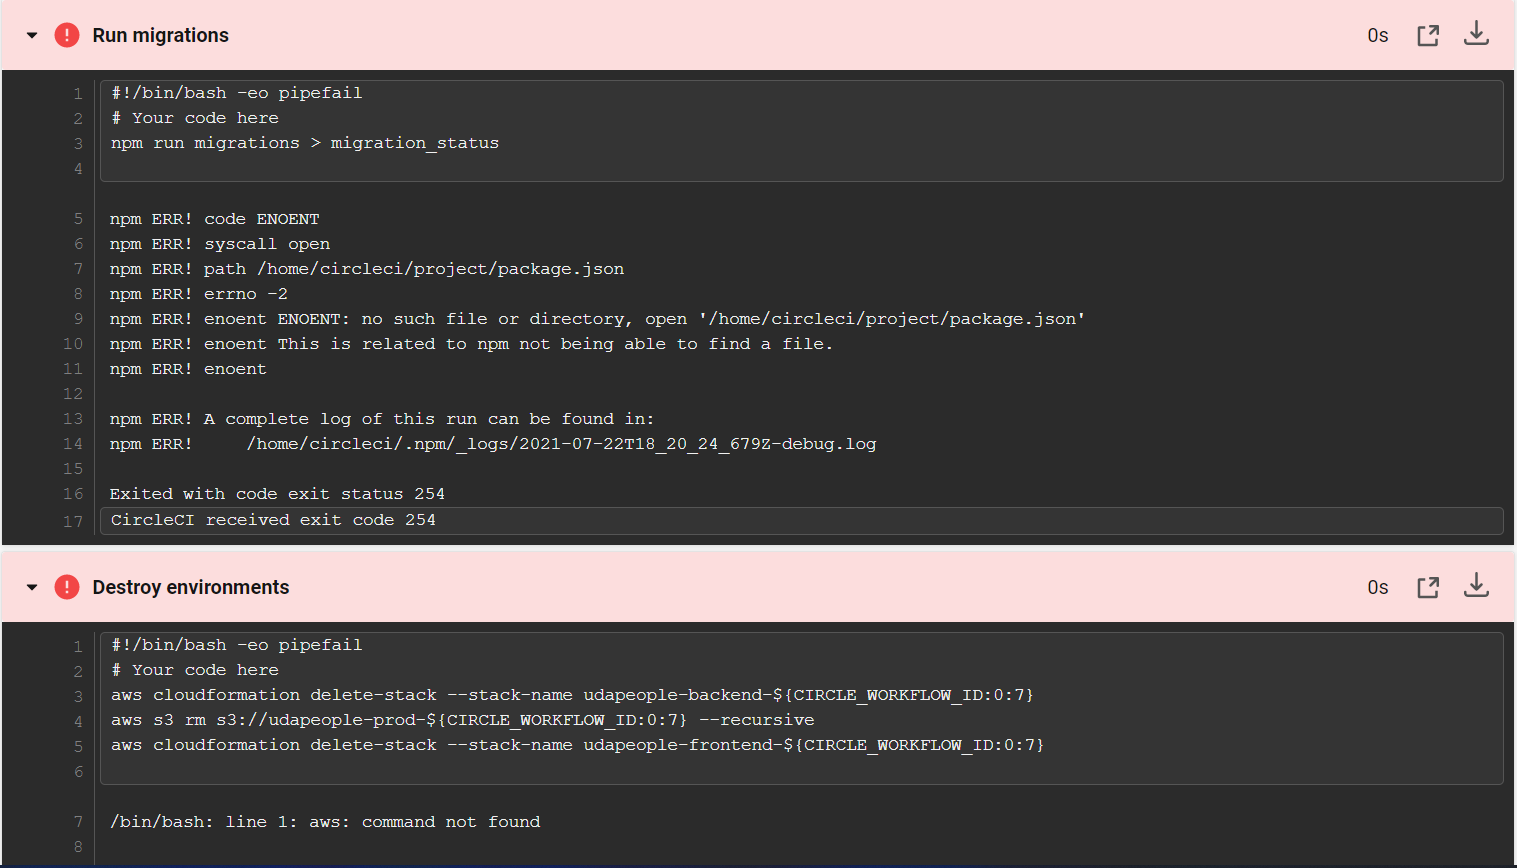 Run migrations
0s
1 #!/bin/bash -eo pipefail
2 # Your code here
3 npm run migrations > migration_status
4
5 npm ERR! code ENOENT
6 npm ERR! syscall open
7 npm ERR! path /home/circleci/project/package.json
8 npm ERR! errno -2
9 npm ERR! enoent ENOENT: no such file or directory, open '/home/circleci/project/package.json'
10 npm ERR! enoent This is related to npm not being able to find a file.
11 npm ERR! enoent
12
13 npm ERR! A complete log of this run can be found in:
14 npm ERR!     /home/circleci/.npm/_logs/2021-07-22T18_20_24_679Z-debug.log
15
16 Exited with code exit status 254
17 CircleCI received exit code 254
Destroy environments
0s
1 #!/bin/bash -eo pipefail
2 # Your code here
3 aws cloudformation delete-stack --stack-name udapeople-backend-${CIRCLE_WORKFLOW_ID:0:7}
4 aws s3 rm s3://udapeople-prod-${CIRCLE_WORKFLOW_ID:0:7} --recursive
5 aws cloudformation delete-stack --stack-name udapeople-frontend-${CIRCLE_WORKFLOW_ID:0:7}
6
7 /bin/bash: line 1: aws: command not found
8